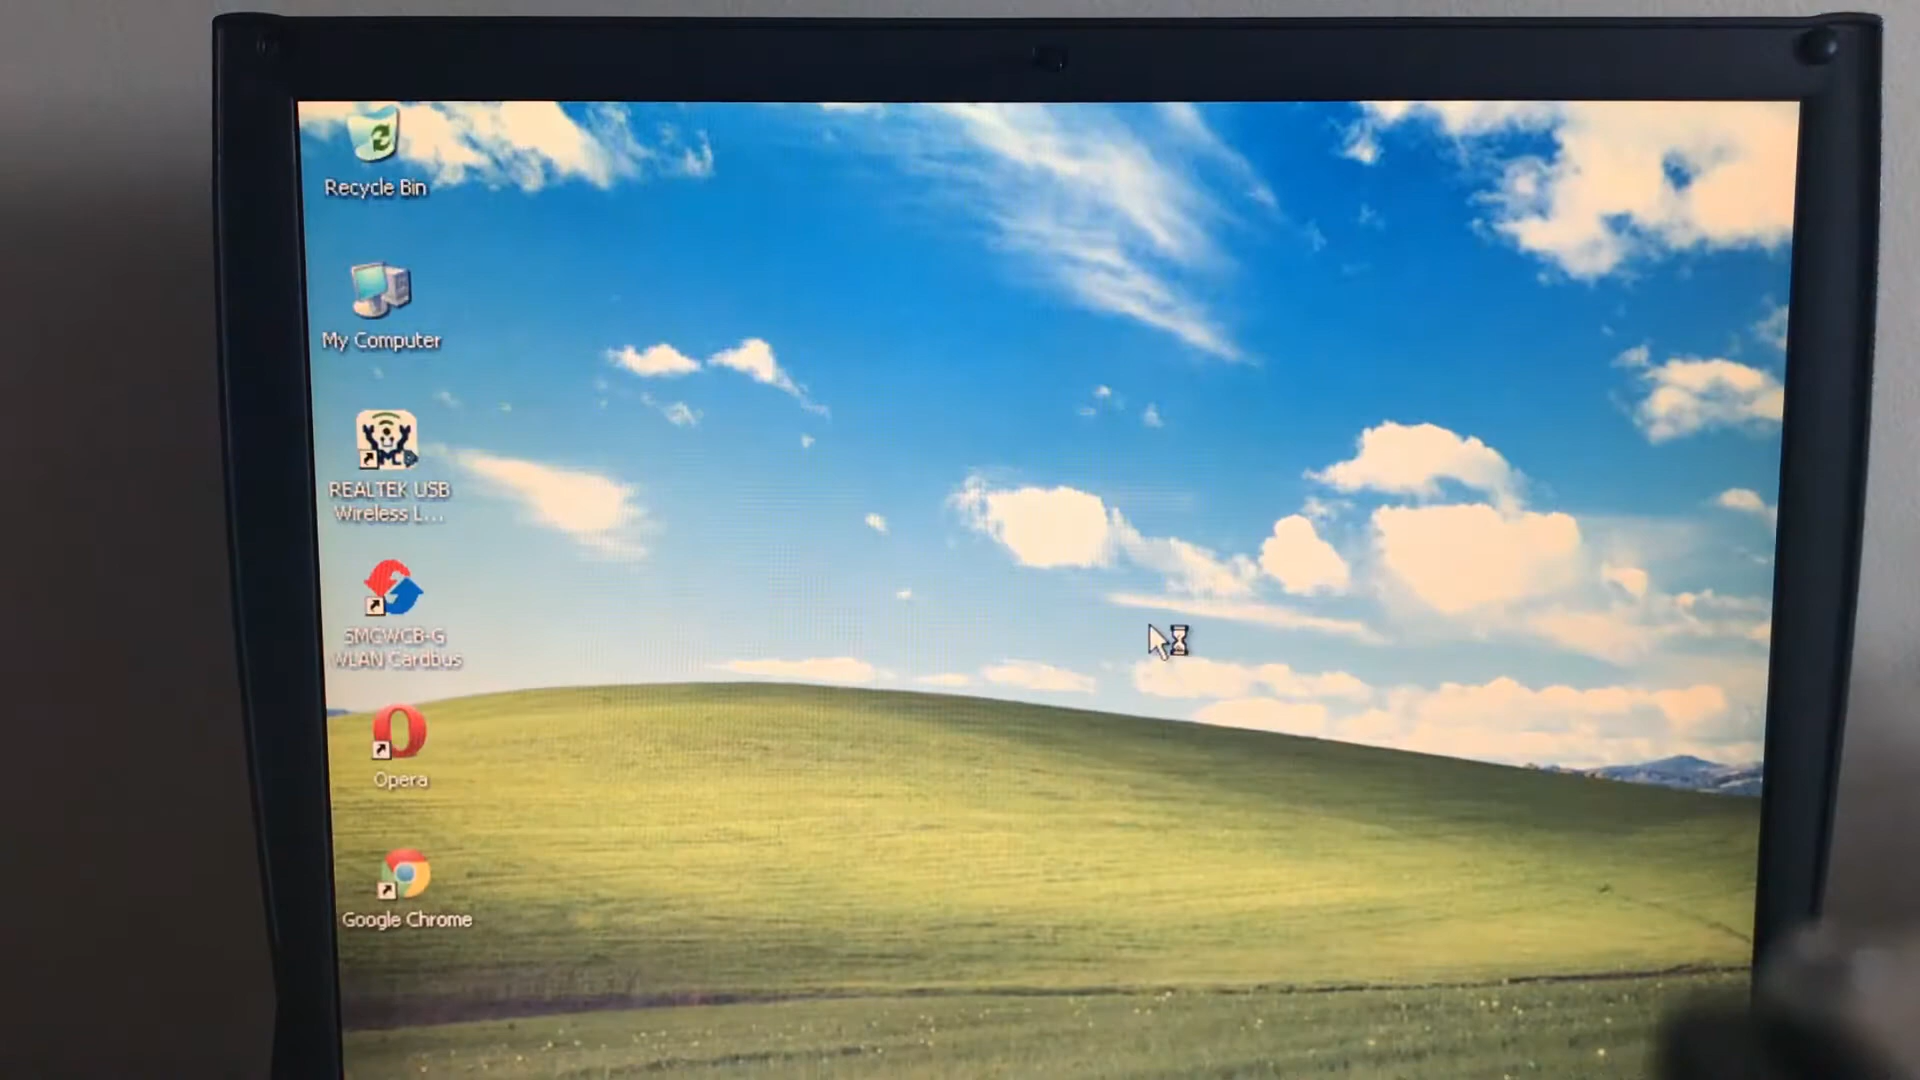 Recycle Bin
My Computer
REALTEK USB
Wireless L...
SMCWCB-G
WLAN Cardbus
Opera
Google Chrome